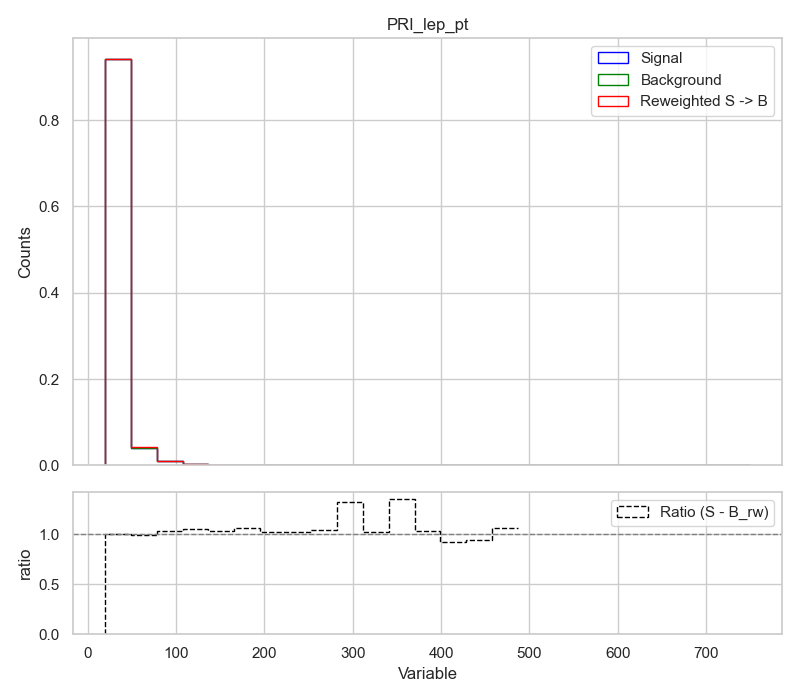 PRI_lep_pt
Signal
Background
Reweighted S -> B
Counts
0.8
0.6
0.4
0.2
0.0
Ratio (S - B_rw)
ratio
1.0
0.5
0.0
0 100 200 300 400 500 600 700
Variable